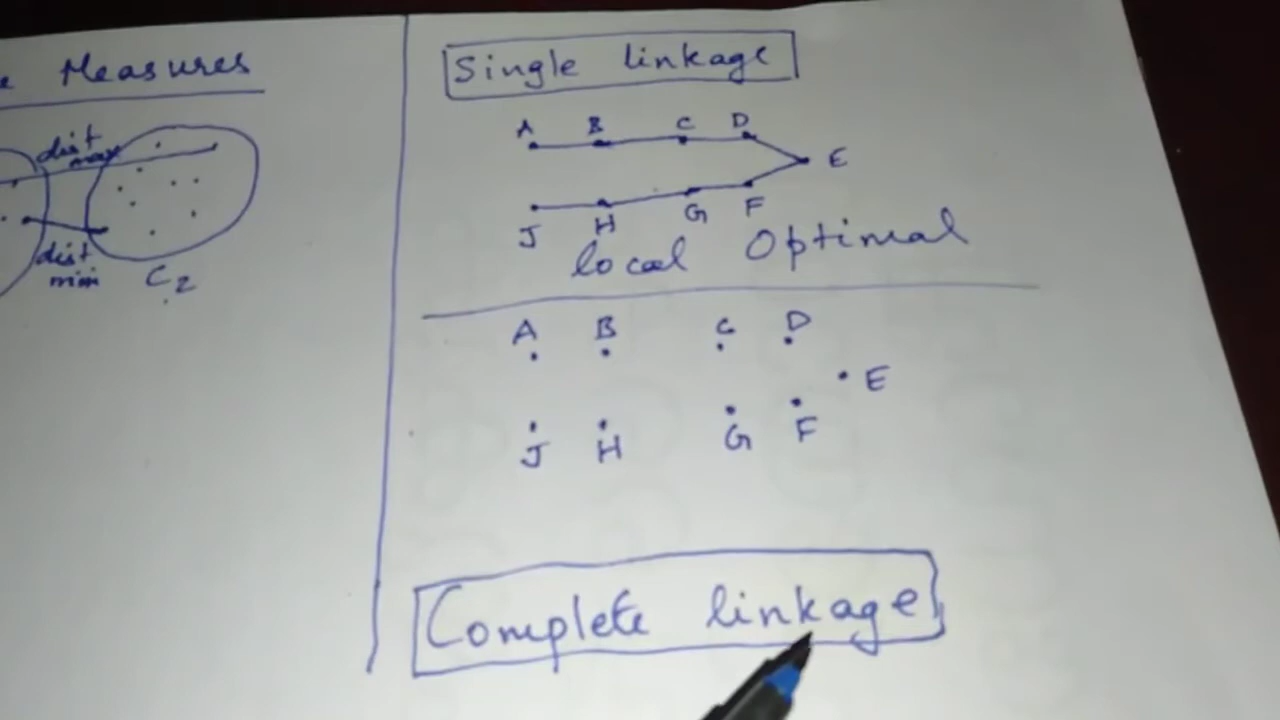 Measures
dist
max
dist
min
C2
Single linkage
A B C D
E
J H G F
local Optimal
A B C D
E
J H G F
Complete linkage